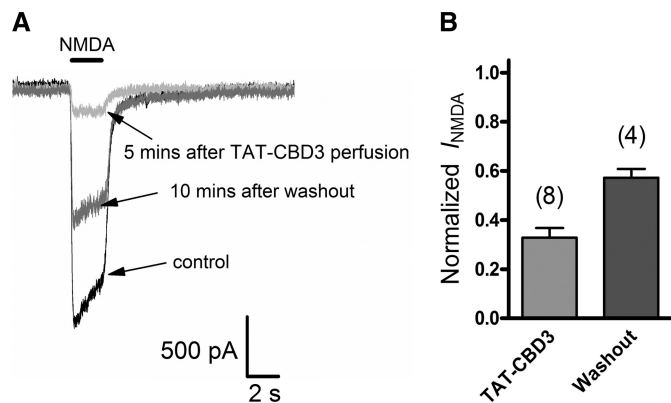 A
NMDA
5 mins after TAT-CBD3 perfusion
10 mins after washout
control
500 pA
2 s
B
Normalized I_NMDA
1.0
0.8
0.6
0.4
0.2
0.0
(8)
(4)
TAT-CBD3
Washout